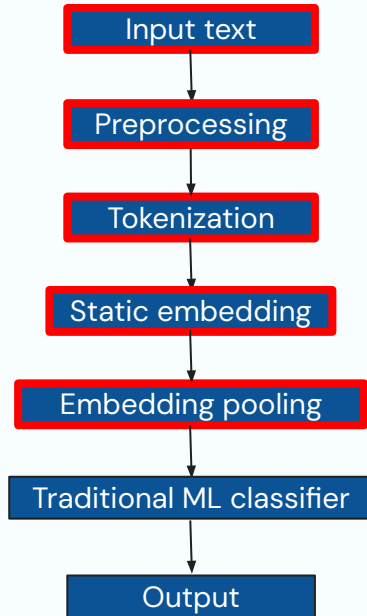 Input text
Preprocessing
Tokenization
Static embedding
Embedding pooling
Traditional ML classifier
Output